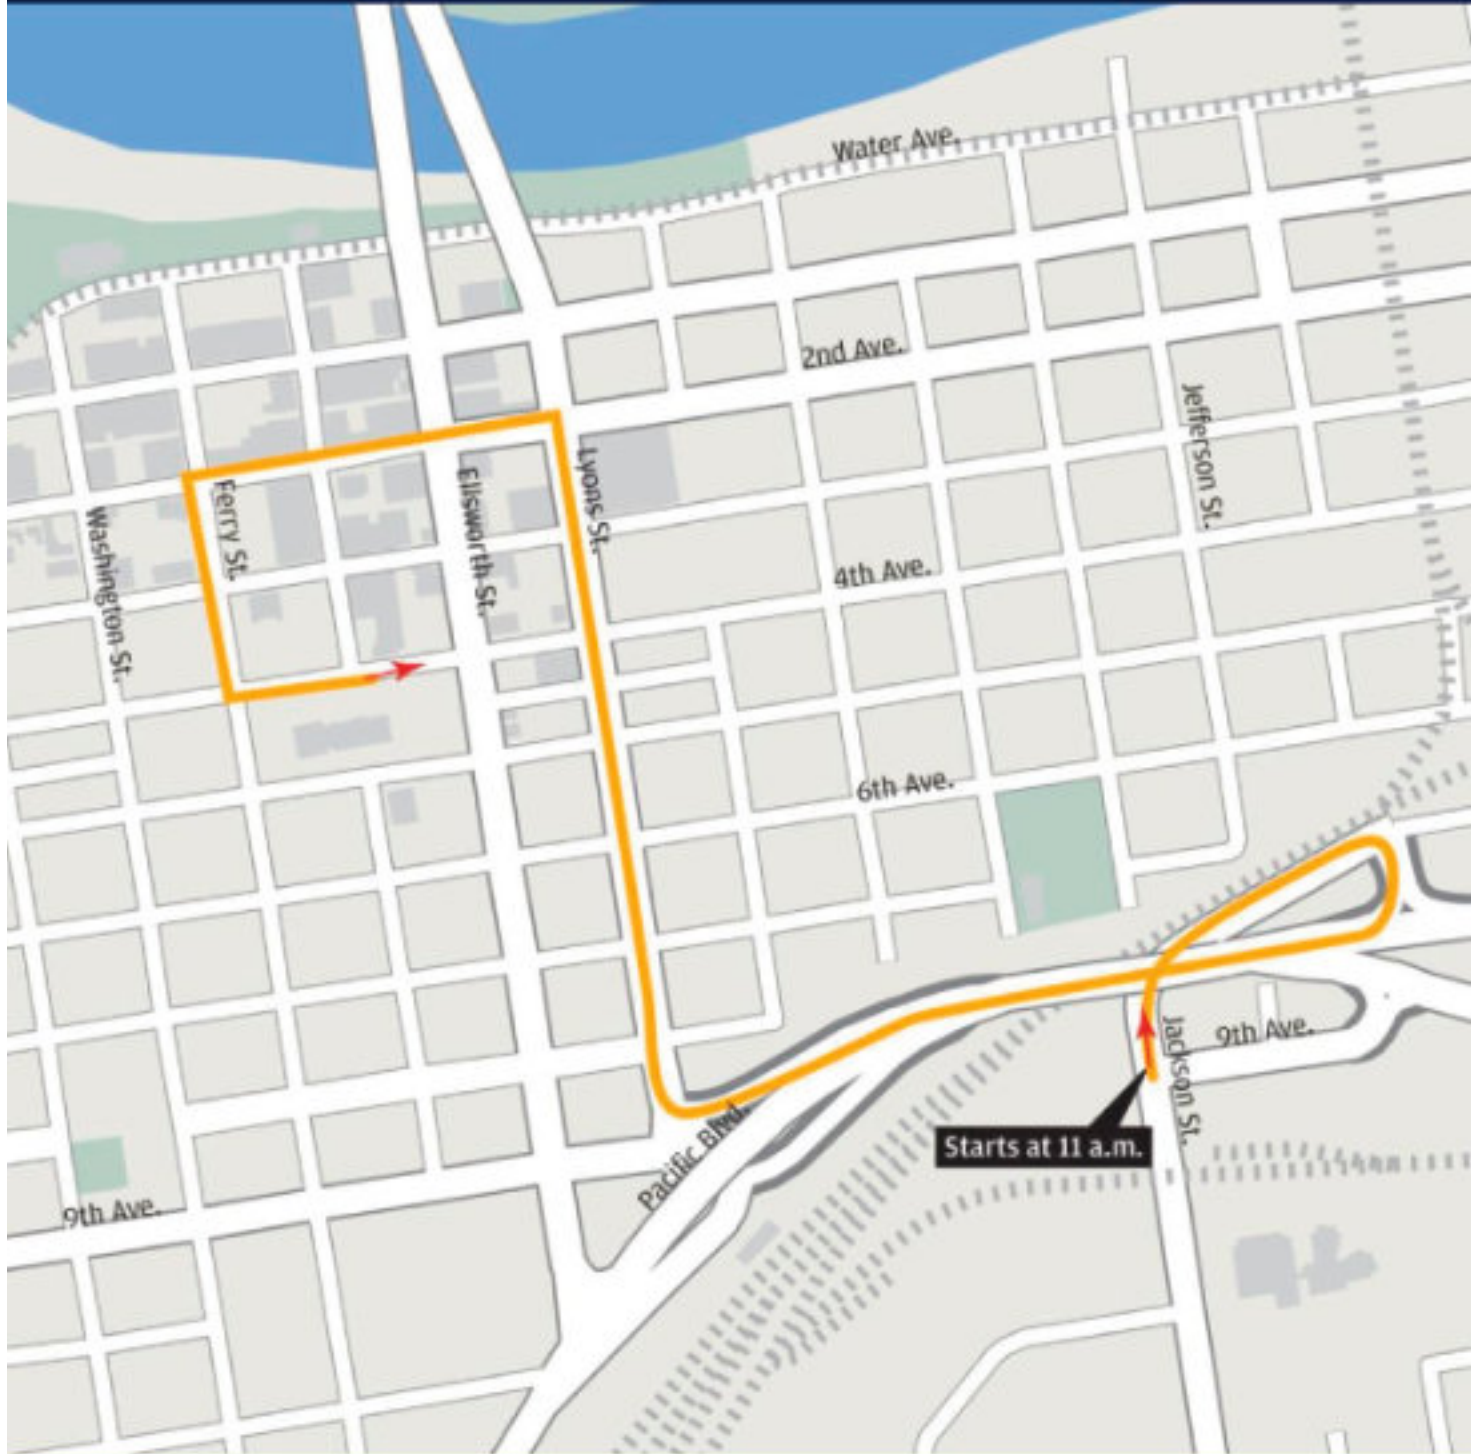 Water Ave.
2nd Ave.
Jefferson St.
Lyons St.
Ellsworth St.
Ferry St.
Washington St.
4th Ave.
6th Ave.
Jackson St.
9th Ave.
Pacific Blvd.
Starts at 11 a.m.
9th Ave.